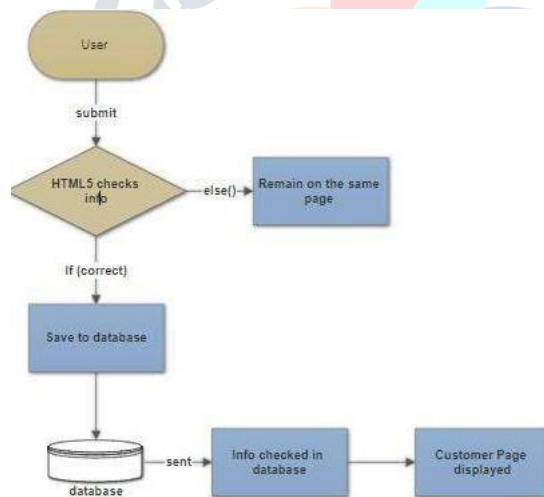 User
submit
HTML5 checks
info
else()
Remain on the same
page
If (correct)
Save to database
database
sent
Info checked in
database
Customer Page
displayed